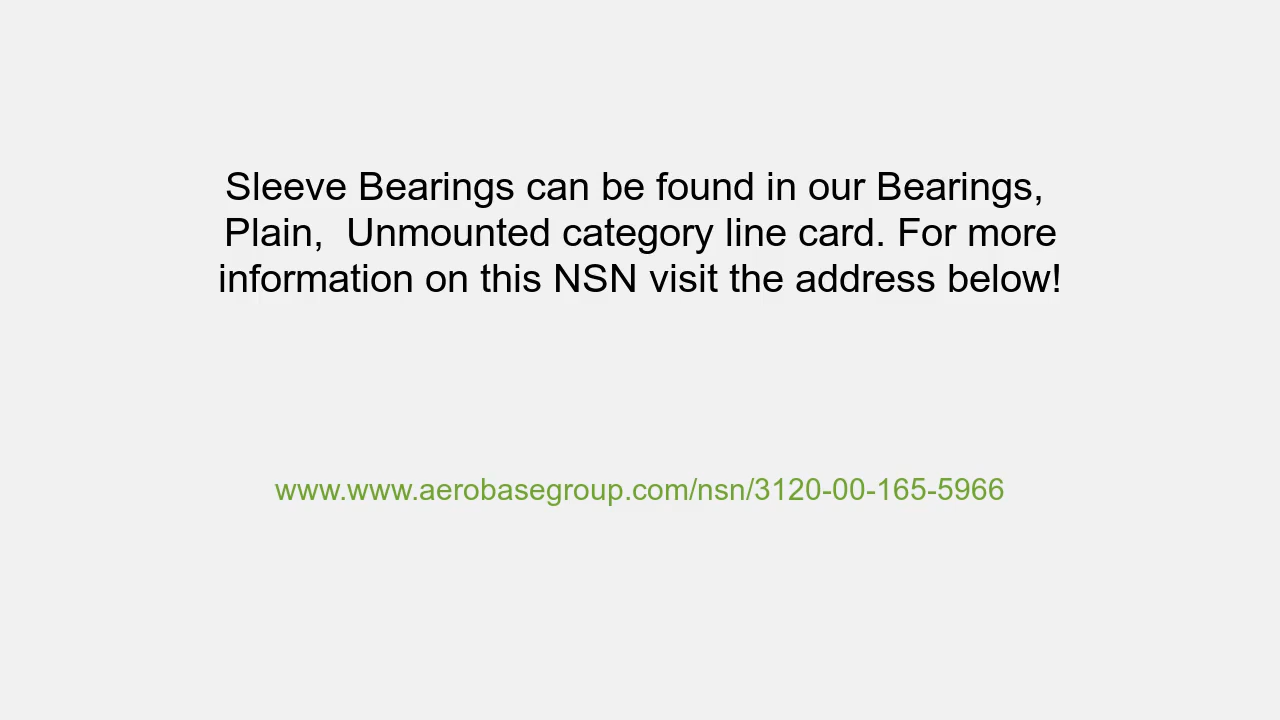 Sleeve Bearings can be found in our Bearings,
Plain,  Unmounted category line card. For more
information on this NSN visit the address below!
www.www.aerobasegroup.com/nsn/3120-00-165-5966